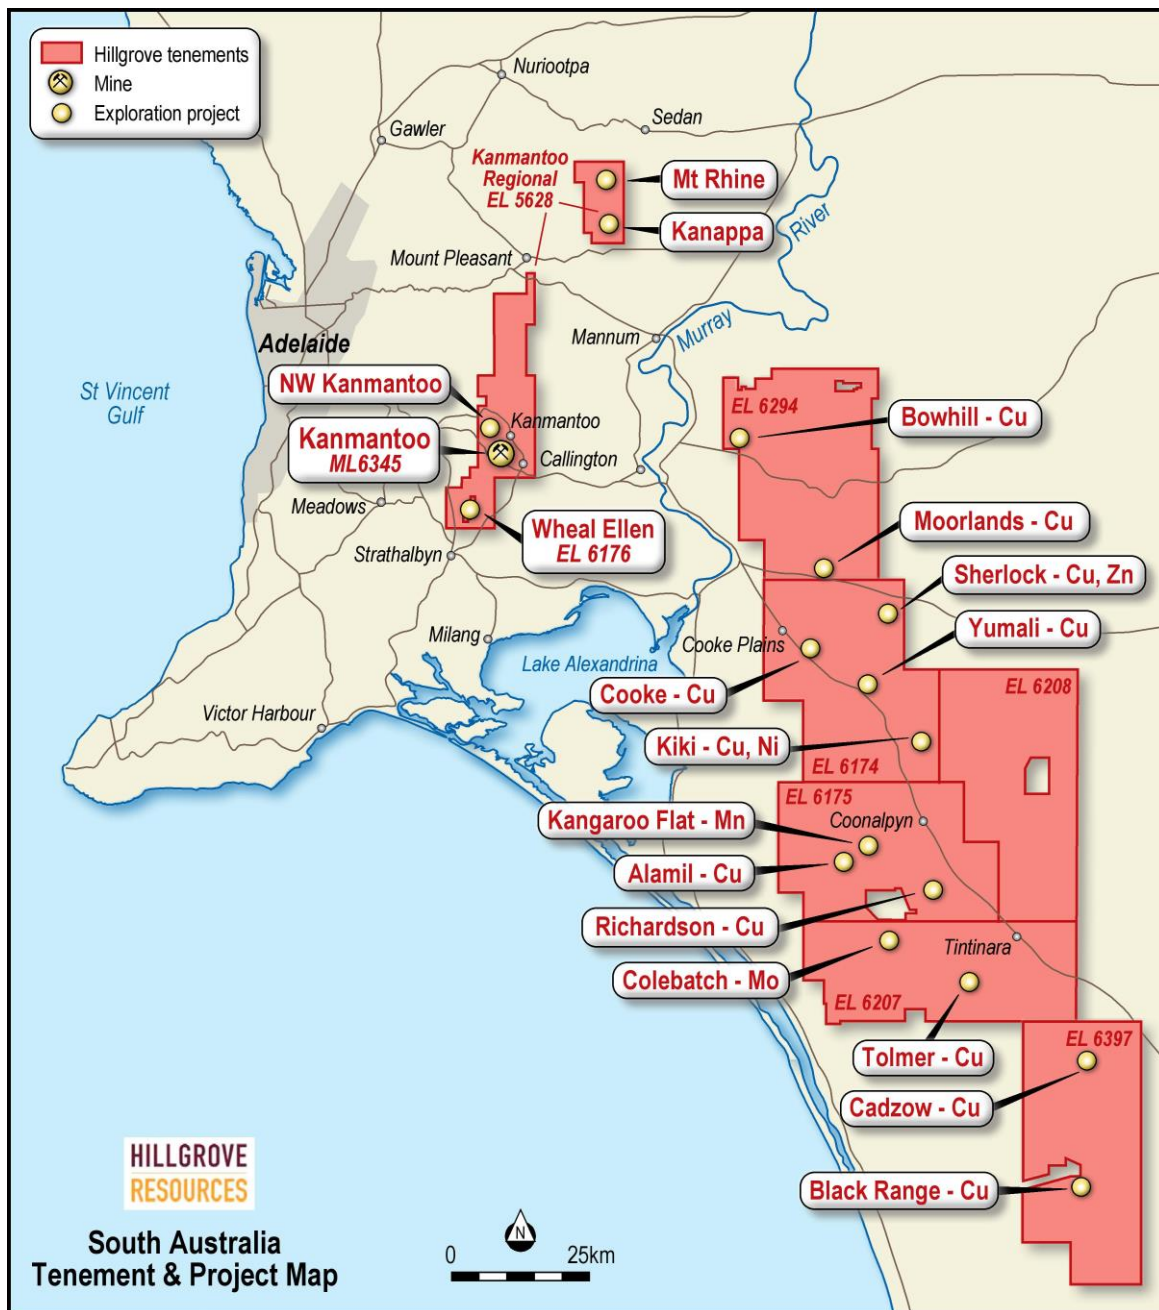 Hillgrove tenements
Mine
Exploration project
Nuriootpa
Sedan
Gawler
Kanmantoo
Regional
EL 5628
Mt Rhine
Kanappa
River
Mount Pleasant
Murray
Mannum
Adelaide
St Vincent
Gulf
NW Kanmantoo
Kanmantoo
Kanmantoo
ML6345
Callington
Meadows
Wheal Ellen
EL 6176
Strathalbyn
EL 6294
Bowhill - Cu
Moorlands - Cu
Sherlock - Cu, Zn
Yumali - Cu
Milang
Lake Alexandrina
Cooke Plains
Cooke - Cu
EL 6208
Victor Harbour
Kiki - Cu, Ni
EL 6174
EL 6175
Kangaroo Flat - Mn
Coonalpyn
Alamil - Cu
Richardson - Cu
Colebatch - Mo
Tintinara
EL 6207
Tolmer - Cu
EL 6397
Cadzow - Cu
Black Range - Cu
HILLGROVE
RESOURCES
South Australia
Tenement & Project Map
N
0 25km